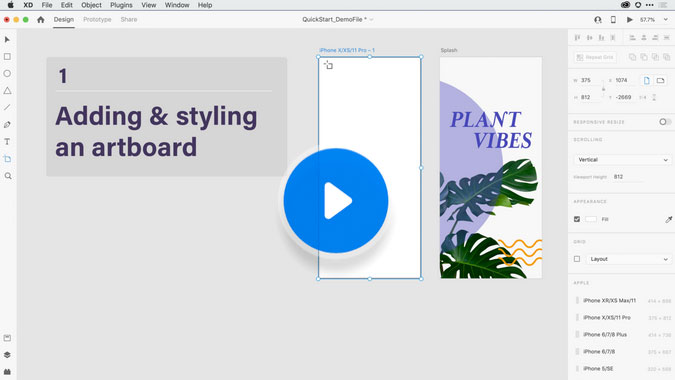 XD File Edit Object Plugins View Window Help
Design Prototype Share
QuickStart_DemoFile *
57.7%
iPhone X/XS/11 Pro – 1
Splash
1
Adding & styling
an artboard
PLANT
VIBES
Repeat Grid
W 375 X 1074
H 812 Y -2669
RESPONSIVE RESIZE
SCROLLING
Vertical
Viewport Height 812
APPEARANCE
Fill
GRID
Layout
APPLE
iPhone XR/XS Max/11 414 × 896
iPhone X/XS/11 Pro 375 × 812
iPhone 6/7/8 Plus 414 × 736
iPhone 6/7/8 375 × 667
iPhone 5/SE 320 × 568